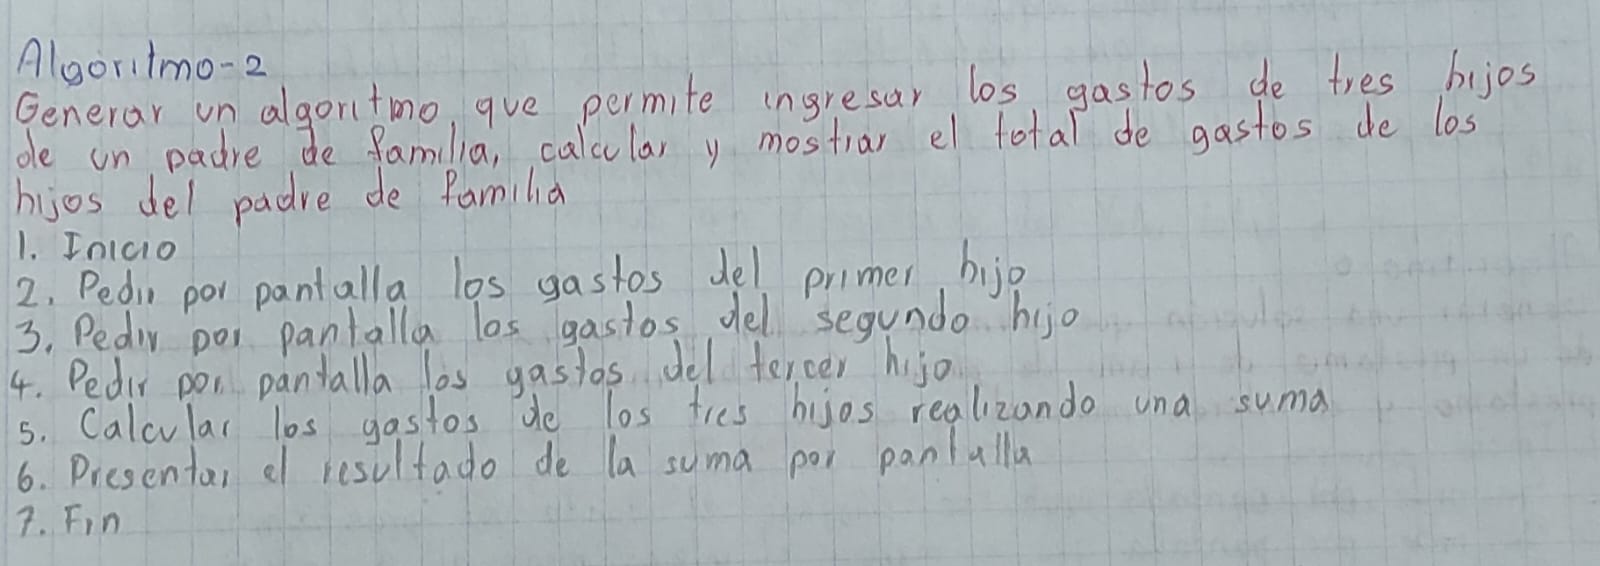 Algoritmo-2
Generar un algoritmo que permite ingresar los gastos de tres hijos
de un padre de familia, calcular y mostrar el total de gastos de los
hijos del padre de familia
1. Inicio
2. Pedir por pantalla los gastos del primer hijo
3. Pedir por pantalla los gastos del segundo hijo
4. Pedir por pantalla los gastos del tercer hijo
5. Calcular los gastos de los tres hijos realizando una suma
6. Presentar el resultado de la suma por pantalla
7. Fin